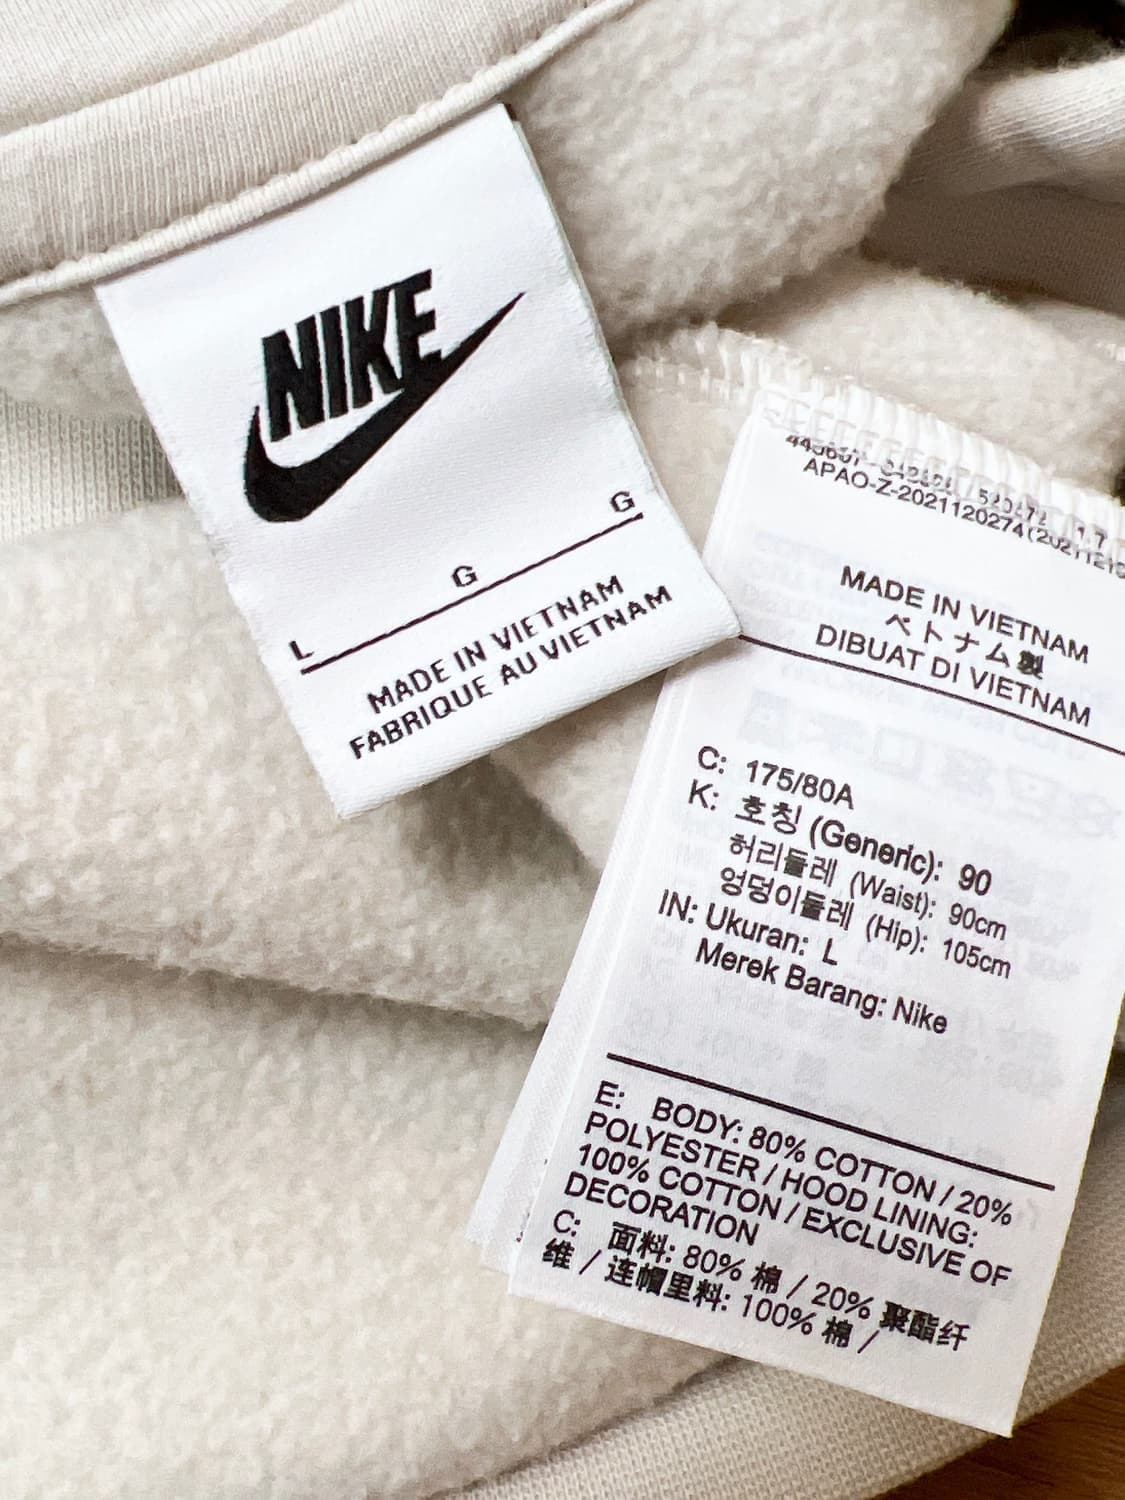 NIKE
L G G
MADE IN VIETNAM
FABRIQUE AU VIETNAM
APAO-Z-2021120274
MADE IN VIETNAM
ベトナム製
DIBUAT DI VIETNAM
C: 175/80A
K: 호칭 (Generic): 90
허리둘레 (Waist): 90cm
엉덩이둘레 (Hip): 105cm
IN: Ukuran: L
Merek Barang: Nike
E: BODY: 80% COTTON / 20%
POLYESTER / HOOD LINING:
100% COTTON / EXCLUSIVE OF
DECORATION
C: 面料: 80% 棉 / 20% 聚酯纤
维 / 连帽里料: 100% 棉 /